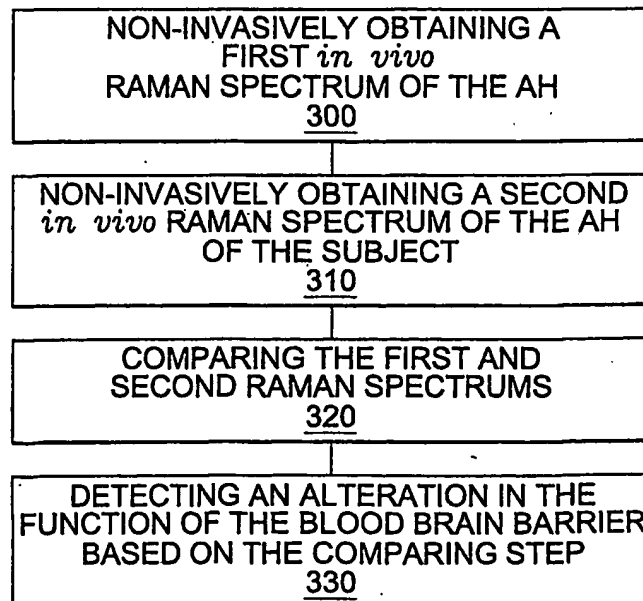 NON-INVASIVELY OBTAINING A
FIRST in vivo
RAMAN SPECTRUM OF THE AH
300
NON-INVASIVELY OBTAINING A SECOND
in vivo RAMAN SPECTRUM OF THE AH
OF THE SUBJECT
310
COMPARING THE FIRST AND
SECOND RAMAN SPECTRUMS
320
DETECTING AN ALTERATION IN THE
FUNCTION OF THE BLOOD BRAIN BARRIER
BASED ON THE COMPARING STEP
330